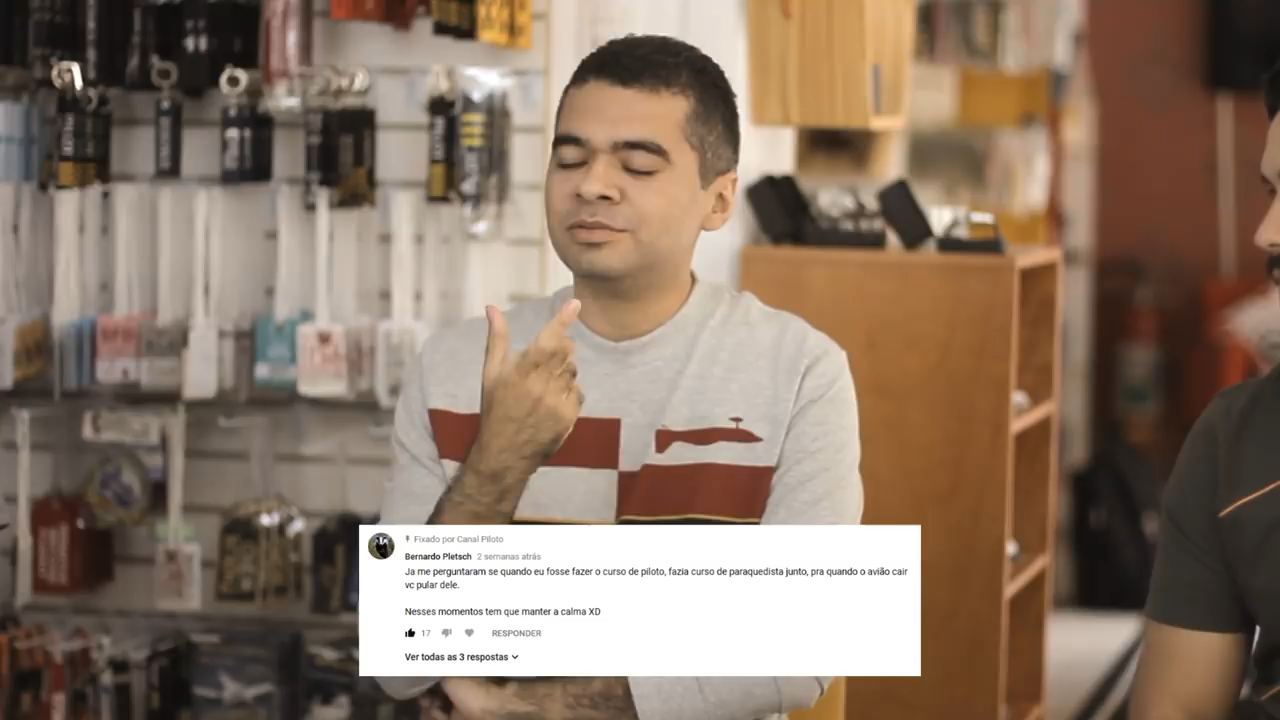 Fixado por Canal Piloto
Bernardo Pletsch 2 semanas atrás
Ja me perguntaram se quando eu fosse fazer o curso de piloto, fazia curso de paraquedista junto, pra quando o avião cair
vc pular dele.
Nesses momentos tem que manter a calma XD
17 RESPONDER
Ver todas as 3 respostas